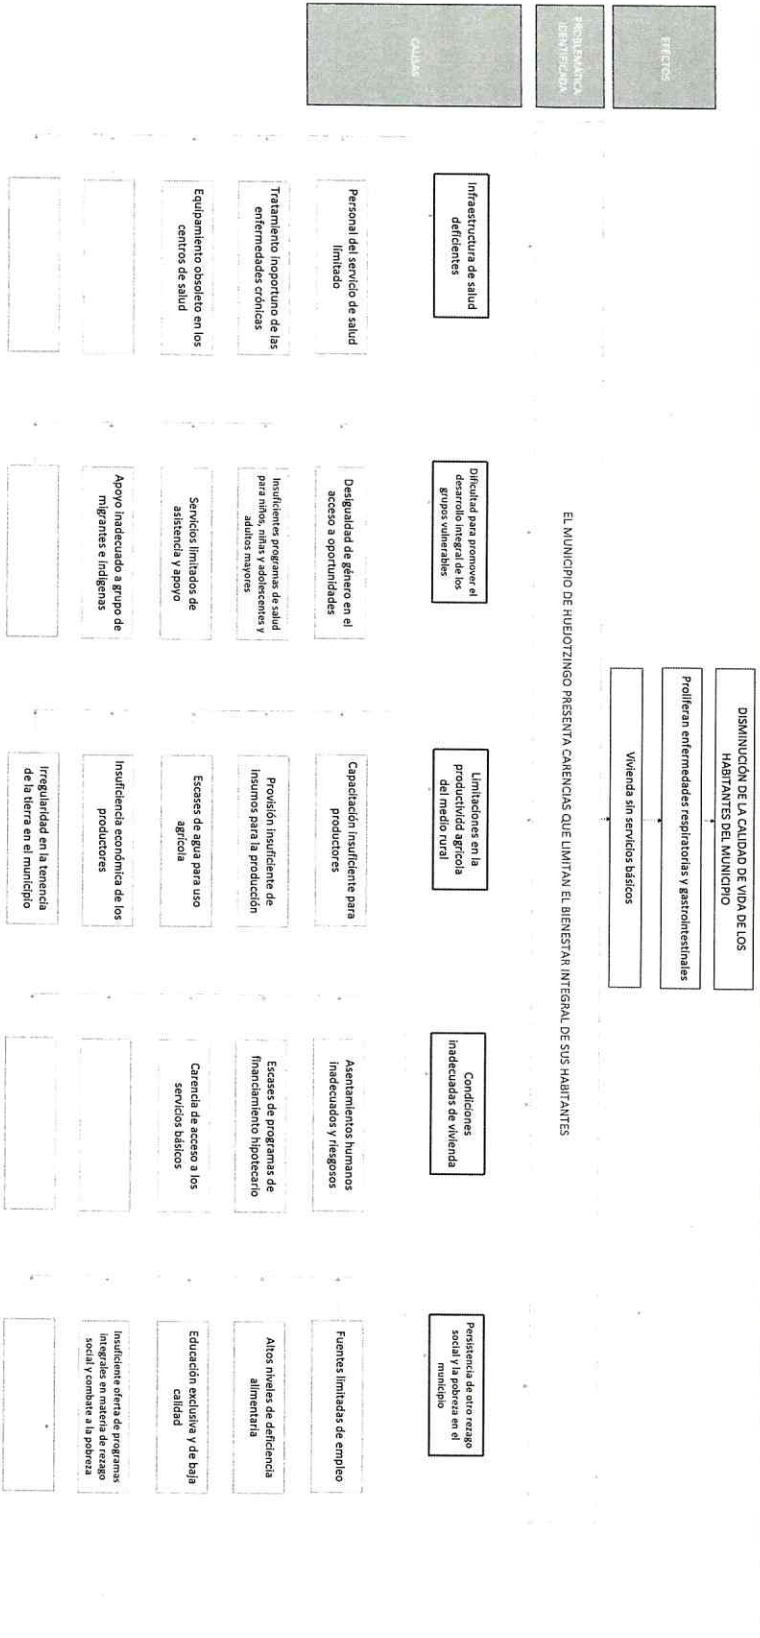 EFECTOS
DISMINUCIÓN DE LA CALIDAD DE VIDA DE LOS
HABITANTES DEL MUNICIPIO
Proliferan enfermedades respiratorias y gastrointestinales
Vivienda sin servicios básicos
PROBLEMÁTICA
IDENTIFICADA
EL MUNICIPIO DE HUEJOTZINGO PRESENTA CARENCIAS QUE LIMITAN EL BIENESTAR INTEGRAL DE SUS HABITANTES
CAUSAS
Infraestructura de salud
deficientes
Personal del servicio de salud
limitado
Tratamiento inoportuno de las
enfermedades crónicas
Equipamiento obsoleto en los
centros de salud
Dificultad para promover el
desarrollo integral de los
grupos vulnerables
Desigualdad de género en el
acceso a oportunidades
Insuficientes programas de salud
para niños, niñas y adolescentes y
adultos mayores
Servicios limitados de
asistencia y apoyo
Apoyo inadecuado a grupo de
migrantes e indígenas
Limitaciones en la
productividd agrícola
del medio rural
Capacitación insuficiente para
productores
Provisión insuficiente de
insumos para la producción
Escases de agua para uso
agrícola
Insuficiencia económica de los
productores
Irregularidad en la tenencia
de la tierra en el municipio
Condiciones
inadecuadas de vivienda
Asentamientos humanos
inadecuados y riesgosos
Escases de programas de
financiamiento hipotecario
Carencia de acceso a los
servicios básicos
Persistencia de otro rezago
social y la pobreza en el
municipio
Fuentes limitadas de empleo
Altos niveles de deficiencia
alimentaria
Educación exclusiva y de baja
calidad
Insuficiente oferta de programas
integrales en materia de rezago
social y combate a la pobreza